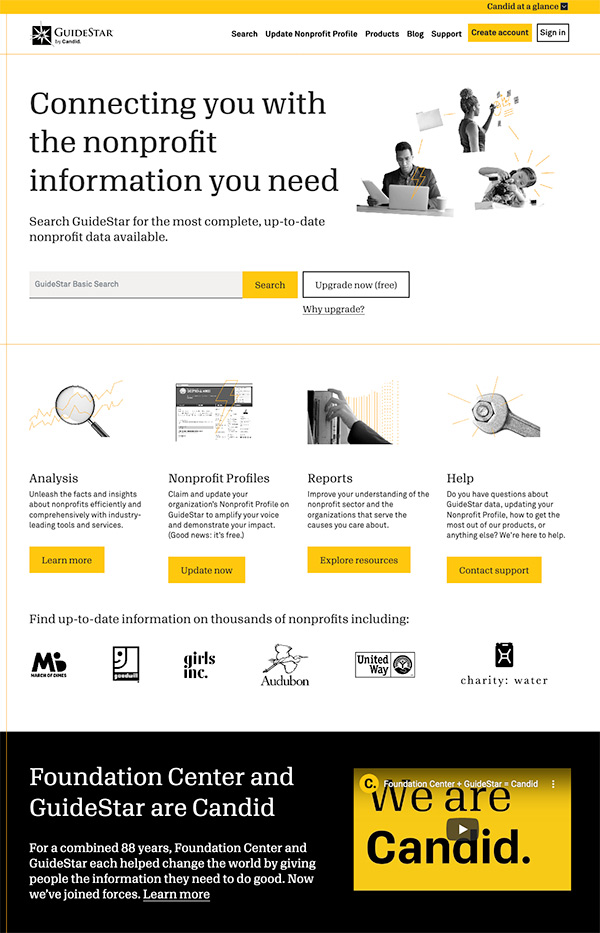 Candid at a glance
GUIDESTAR
by Candid.
Search Update Nonprofit Profile Products Blog Support Create account Sign in
Connecting you with
the nonprofit
information you need
Search GuideStar for the most complete, up-to-date
nonprofit data available.
GuideStar Basic Search
Search
Upgrade now (free)
Why upgrade?
Analysis
Unleash the facts and insights
about nonprofits efficiently and
comprehensively with industry-
leading tools and services.
Learn more
Nonprofit Profiles
Claim and update your
organization's Nonprofit Profile on
GuideStar to amplify your voice
and demonstrate your impact.
(Good news: it's free.)
Update now
Reports
Improve your understanding of the
nonprofit sector and the
organizations that serve the
causes you care about.
Explore resources
Help
Do you have questions about
GuideStar data, updating your
Nonprofit Profile, how to get the
most out of our products, or
anything else? We're here to help.
Contact support
Find up-to-date information on thousands of nonprofits including:
MARCH OF DIMES
goodwill
girls
inc.
Audubon
United
Way
charity: water
Foundation Center and
GuideStar are Candid
For a combined 88 years, Foundation Center and
GuideStar each helped change the world by giving
people the information they need to do good. Now
we've joined forces. Learn more
C. Foundation Center + GuideStar = Candid
We are
Candid.